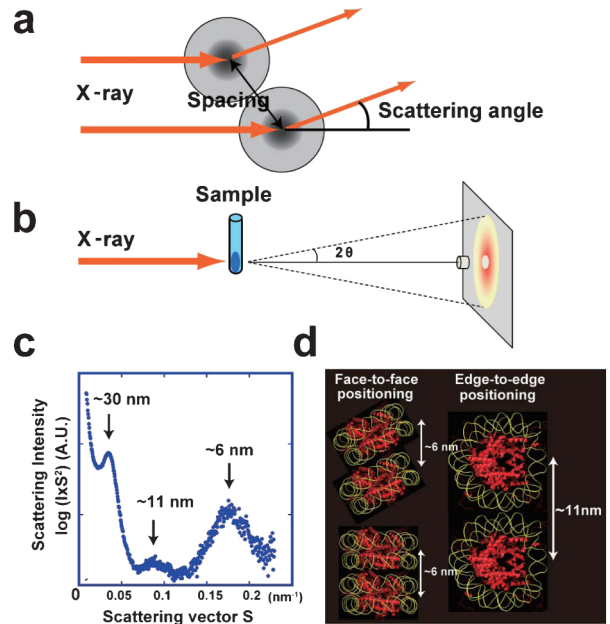 a
X-ray
Spacing
Scattering angle
b
Sample
X-ray
2θ
c
Scattering Intensity
log (IxS²) (A.U.)
~30 nm
~11 nm
~6 nm
0 0.05 0.1 0.15 0.2 (nm⁻¹)
Scattering vector S
d
Face-to-face
positioning
Edge-to-edge
positioning
~6 nm
~6 nm
~11nm